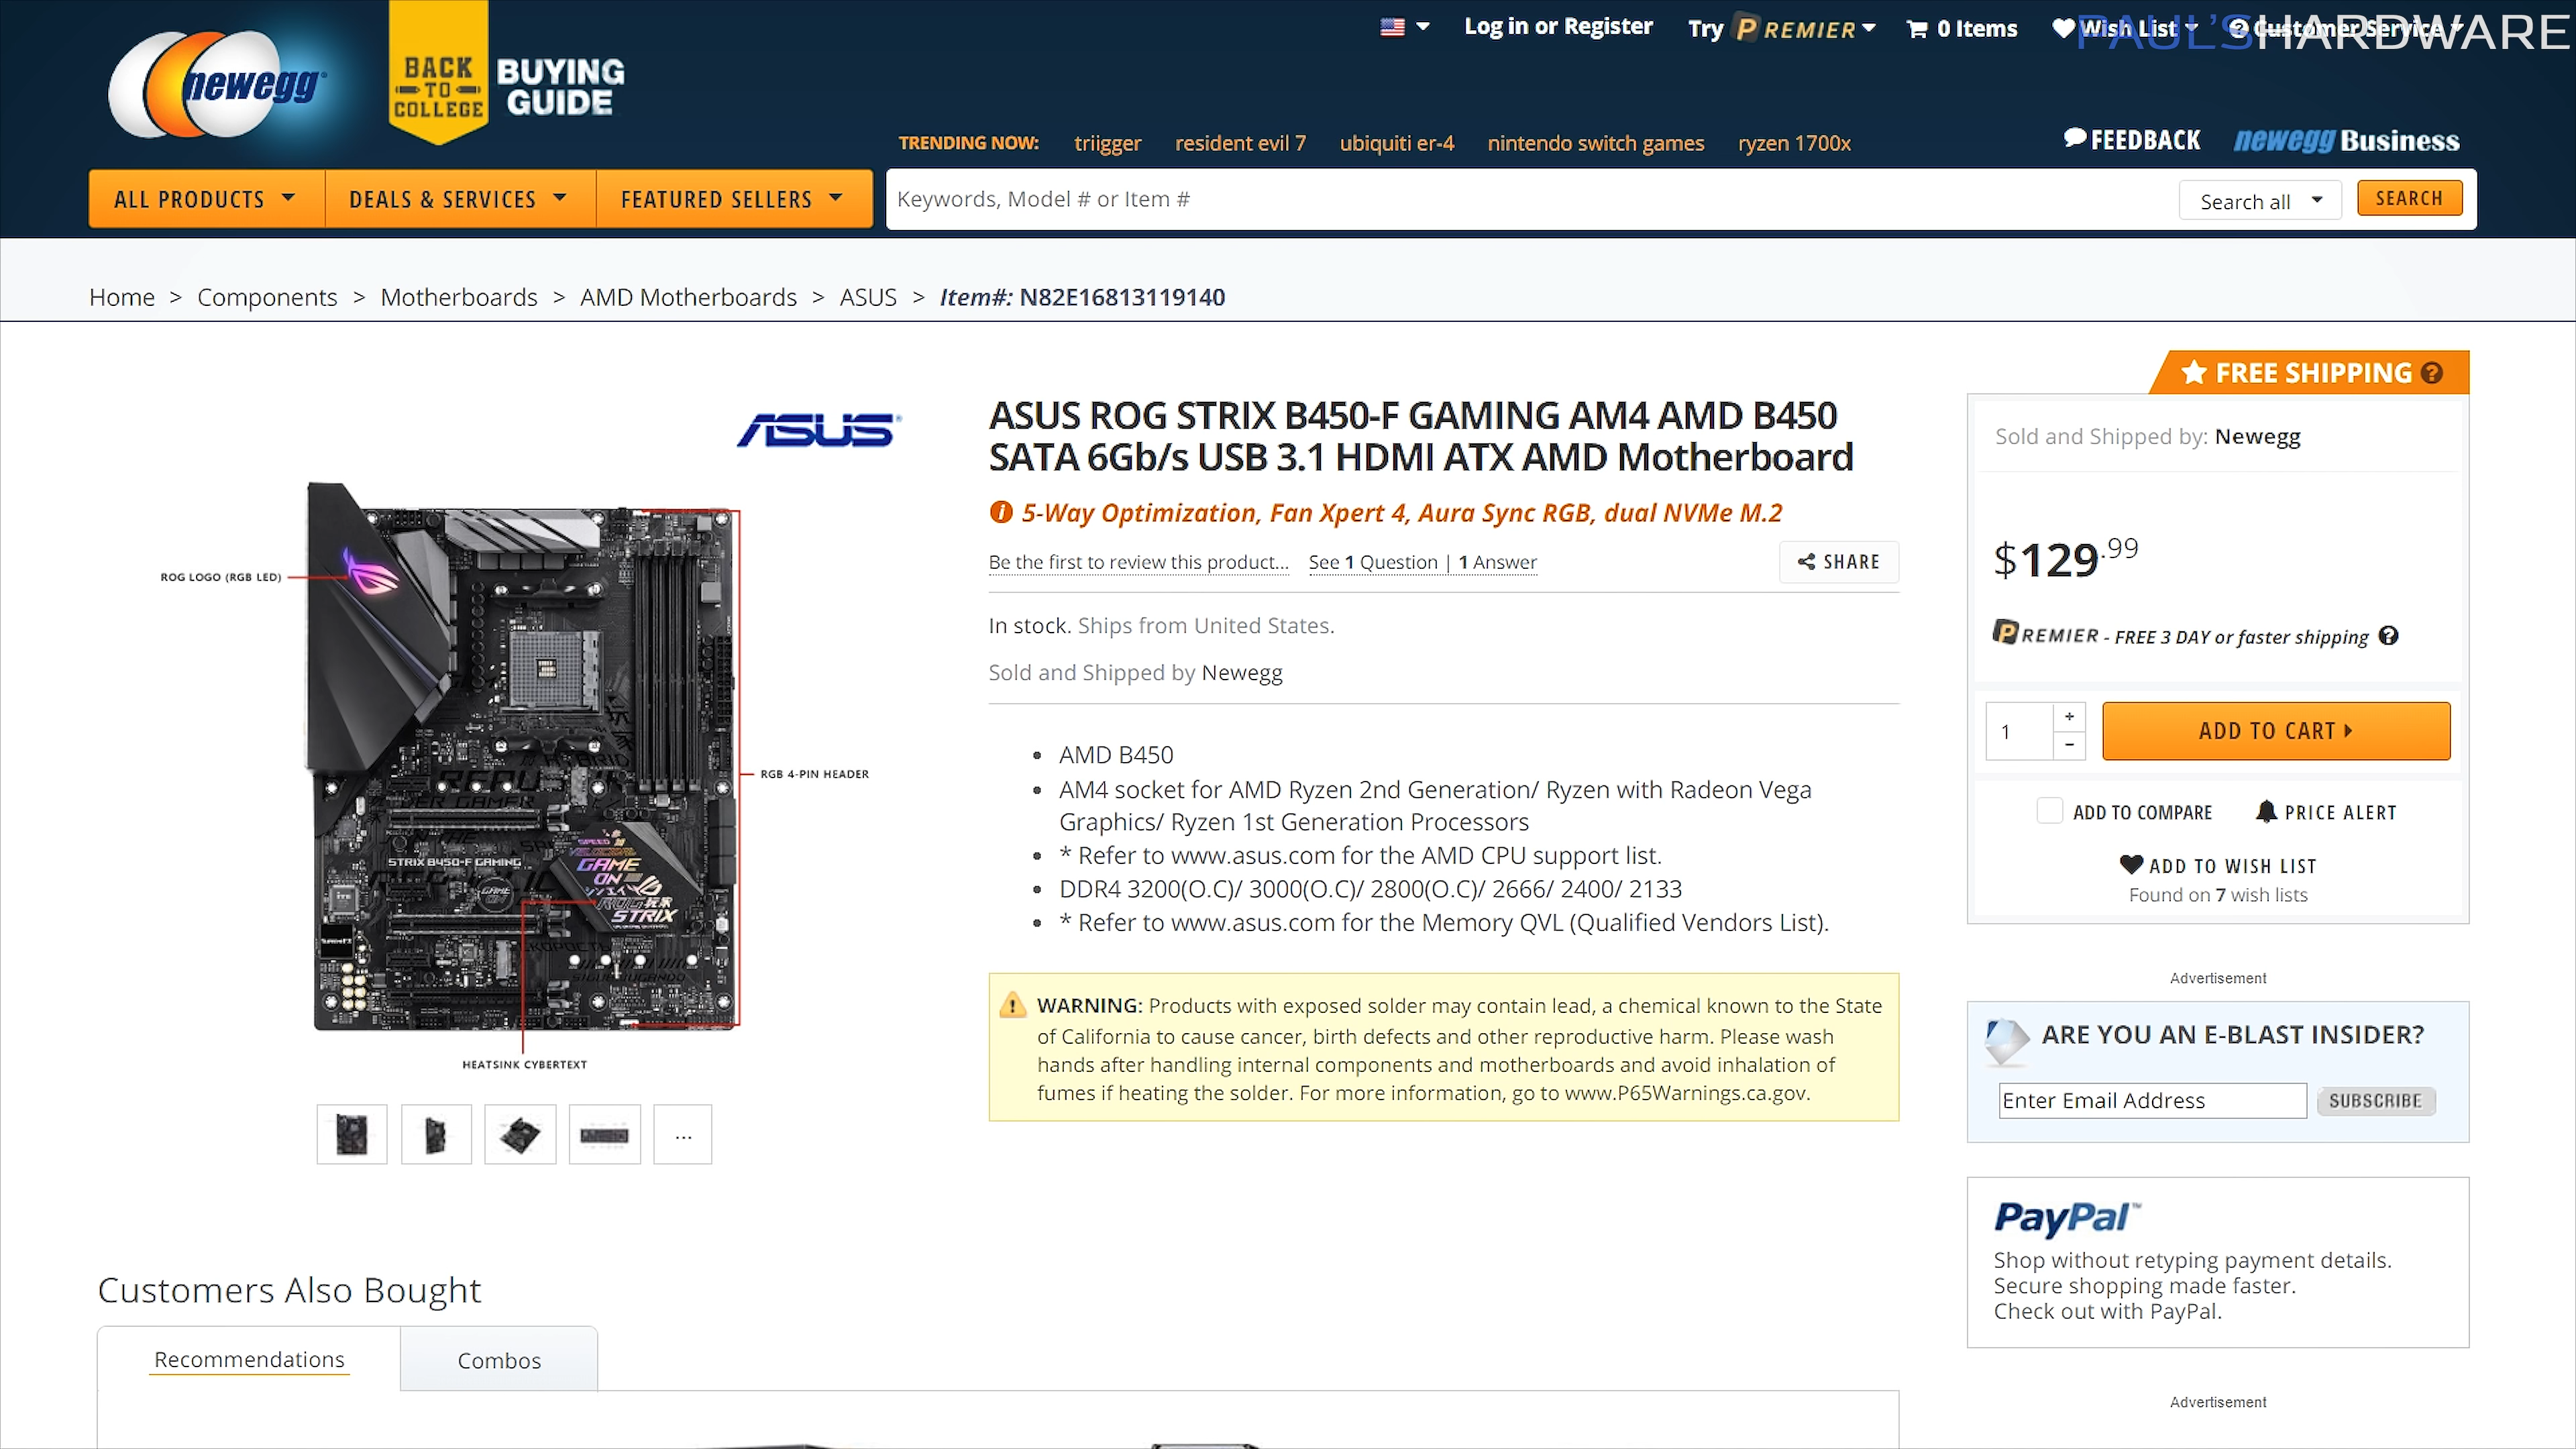 Log in or Register Try PREMIER 0 Items Wish List Customer Service
PAUL'S HARDWARE
newegg
BACK
TO
COLLEGE
BUYING
GUIDE
TRENDING NOW: triigger resident evil 7 ubiquiti er-4 nintendo switch games ryzen 1700x
FEEDBACK newegg Business
ALL PRODUCTS DEALS & SERVICES FEATURED SELLERS Keywords, Model # or Item # Search all SEARCH
Home > Components > Motherboards > AMD Motherboards > ASUS > Item#: N82E16813119140
ASUS
ROG LOGO (RGB LED)
RGB 4-PIN HEADER
STRIX B450-F GAMING
GAME
ON
ROG
STRIX
HEATSINK CYBERTEXT
...
ASUS ROG STRIX B450-F GAMING AM4 AMD B450
SATA 6Gb/s USB 3.1 HDMI ATX AMD Motherboard
5-Way Optimization, Fan Xpert 4, Aura Sync RGB, dual NVMe M.2
Be the first to review this product... See 1 Question | 1 Answer SHARE
In stock. Ships from United States.
Sold and Shipped by Newegg
• AMD B450
• AM4 socket for AMD Ryzen 2nd Generation/ Ryzen with Radeon Vega
Graphics/ Ryzen 1st Generation Processors
• * Refer to www.asus.com for the AMD CPU support list.
• DDR4 3200(O.C)/ 3000(O.C)/ 2800(O.C)/ 2666/ 2400/ 2133
• * Refer to www.asus.com for the Memory QVL (Qualified Vendors List).
WARNING: Products with exposed solder may contain lead, a chemical known to the State
of California to cause cancer, birth defects and other reproductive harm. Please wash
hands after handling internal components and motherboards and avoid inhalation of
fumes if heating the solder. For more information, go to www.P65Warnings.ca.gov.
FREE SHIPPING
Sold and Shipped by: Newegg
$129.99
PREMIER - FREE 3 DAY or faster shipping
1 + - ADD TO CART
ADD TO COMPARE PRICE ALERT
ADD TO WISH LIST
Found on 7 wish lists
Advertisement
ARE YOU AN E-BLAST INSIDER?
Enter Email Address SUBSCRIBE
PayPal™
Shop without retyping payment details.
Secure shopping made faster.
Check out with PayPal.
Advertisement
Customers Also Bought
Recommendations Combos